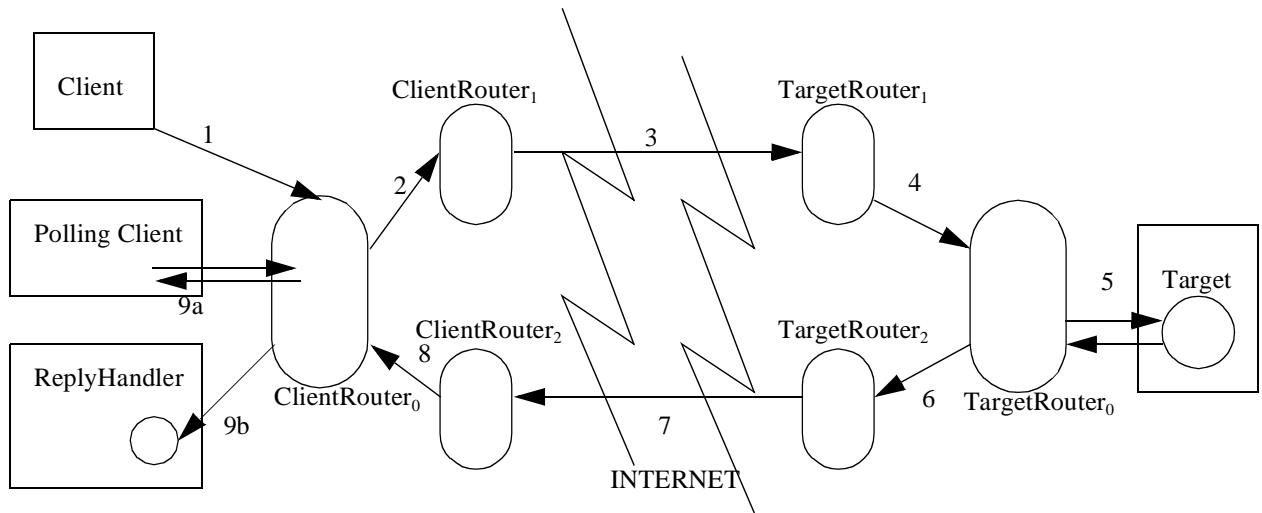 Client
1
ClientRouter₁
TargetRouter₁
2
3
4
Polling Client
9a
5
Target
ClientRouter₂
8
TargetRouter₂
ReplyHandler
ClientRouter₀
9b
7
6
TargetRouter₀
INTERNET